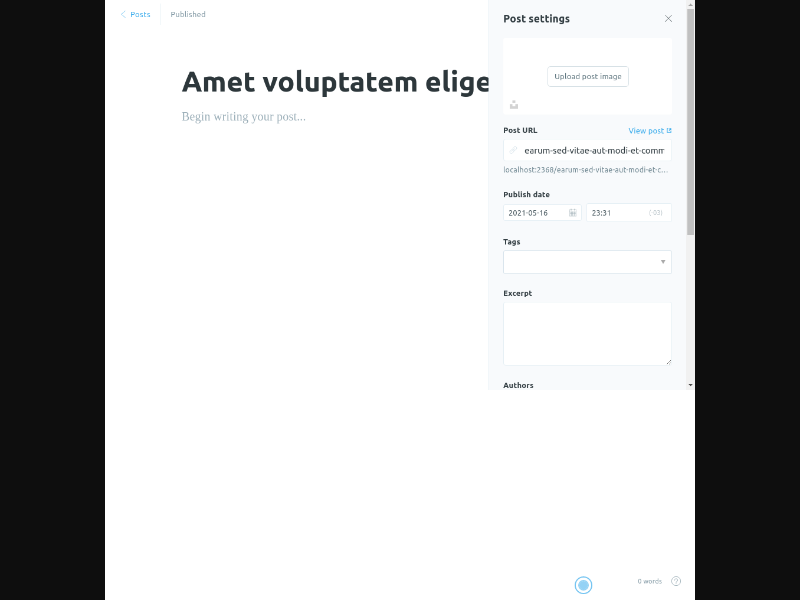 Posts
Published
Post settings
Amet voluptatem elige
Begin writing your post...
Upload post image
Post URL
View post
earum-sed-vitae-aut-modi-et-comm
localhost:2368/earum-sed-vitae-aut-modi-et-c...
Publish date
2021-05-16
23:31
(-03)
Tags
Excerpt
Authors
0 words
?